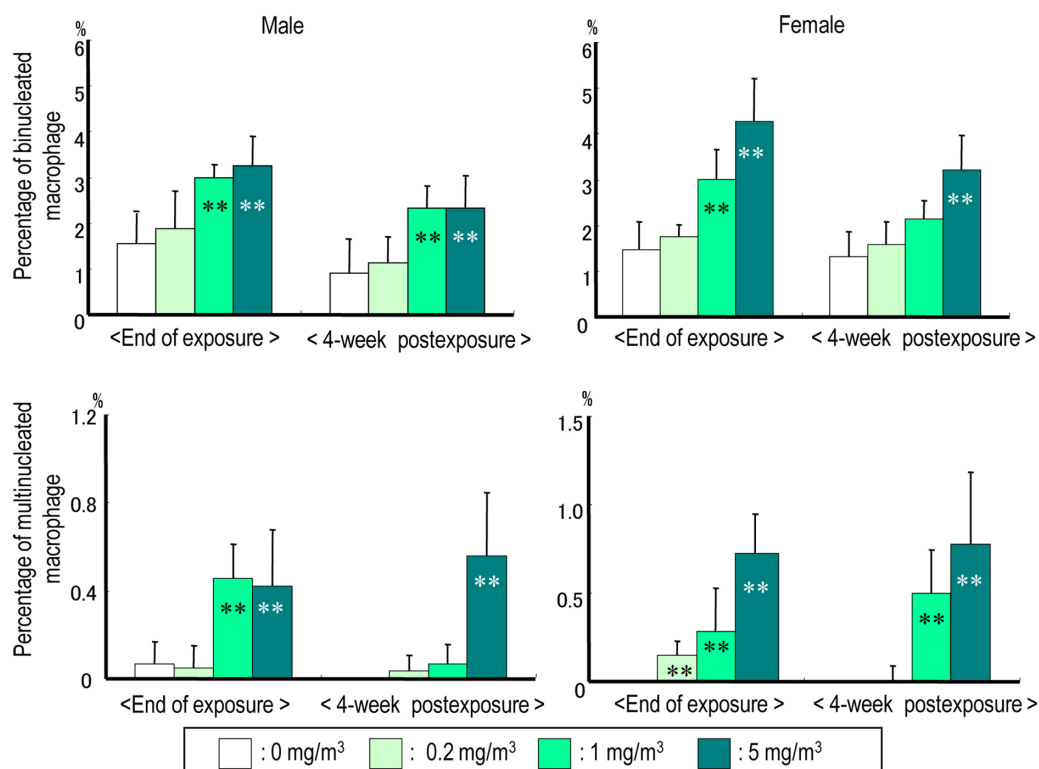 Male
Female
Percentage of binucleated
macrophage
%
6
5
4
3
2
1
0
** ** ** **
<End of exposure > < 4-week postexposure >
%
6
5
4
3
2
1
0
** ** **
<End of exposure > < 4-week postexposure >
Percentage of multinucleated
macrophage
%
1.2
0.8
0.4
0
** ** **
<End of exposure > < 4-week postexposure >
%
1.5
1.0
0.5
0
** ** ** ** **
<End of exposure > < 4-week postexposure >
: 0 mg/m³ : 0.2 mg/m³ : 1 mg/m³ : 5 mg/m³